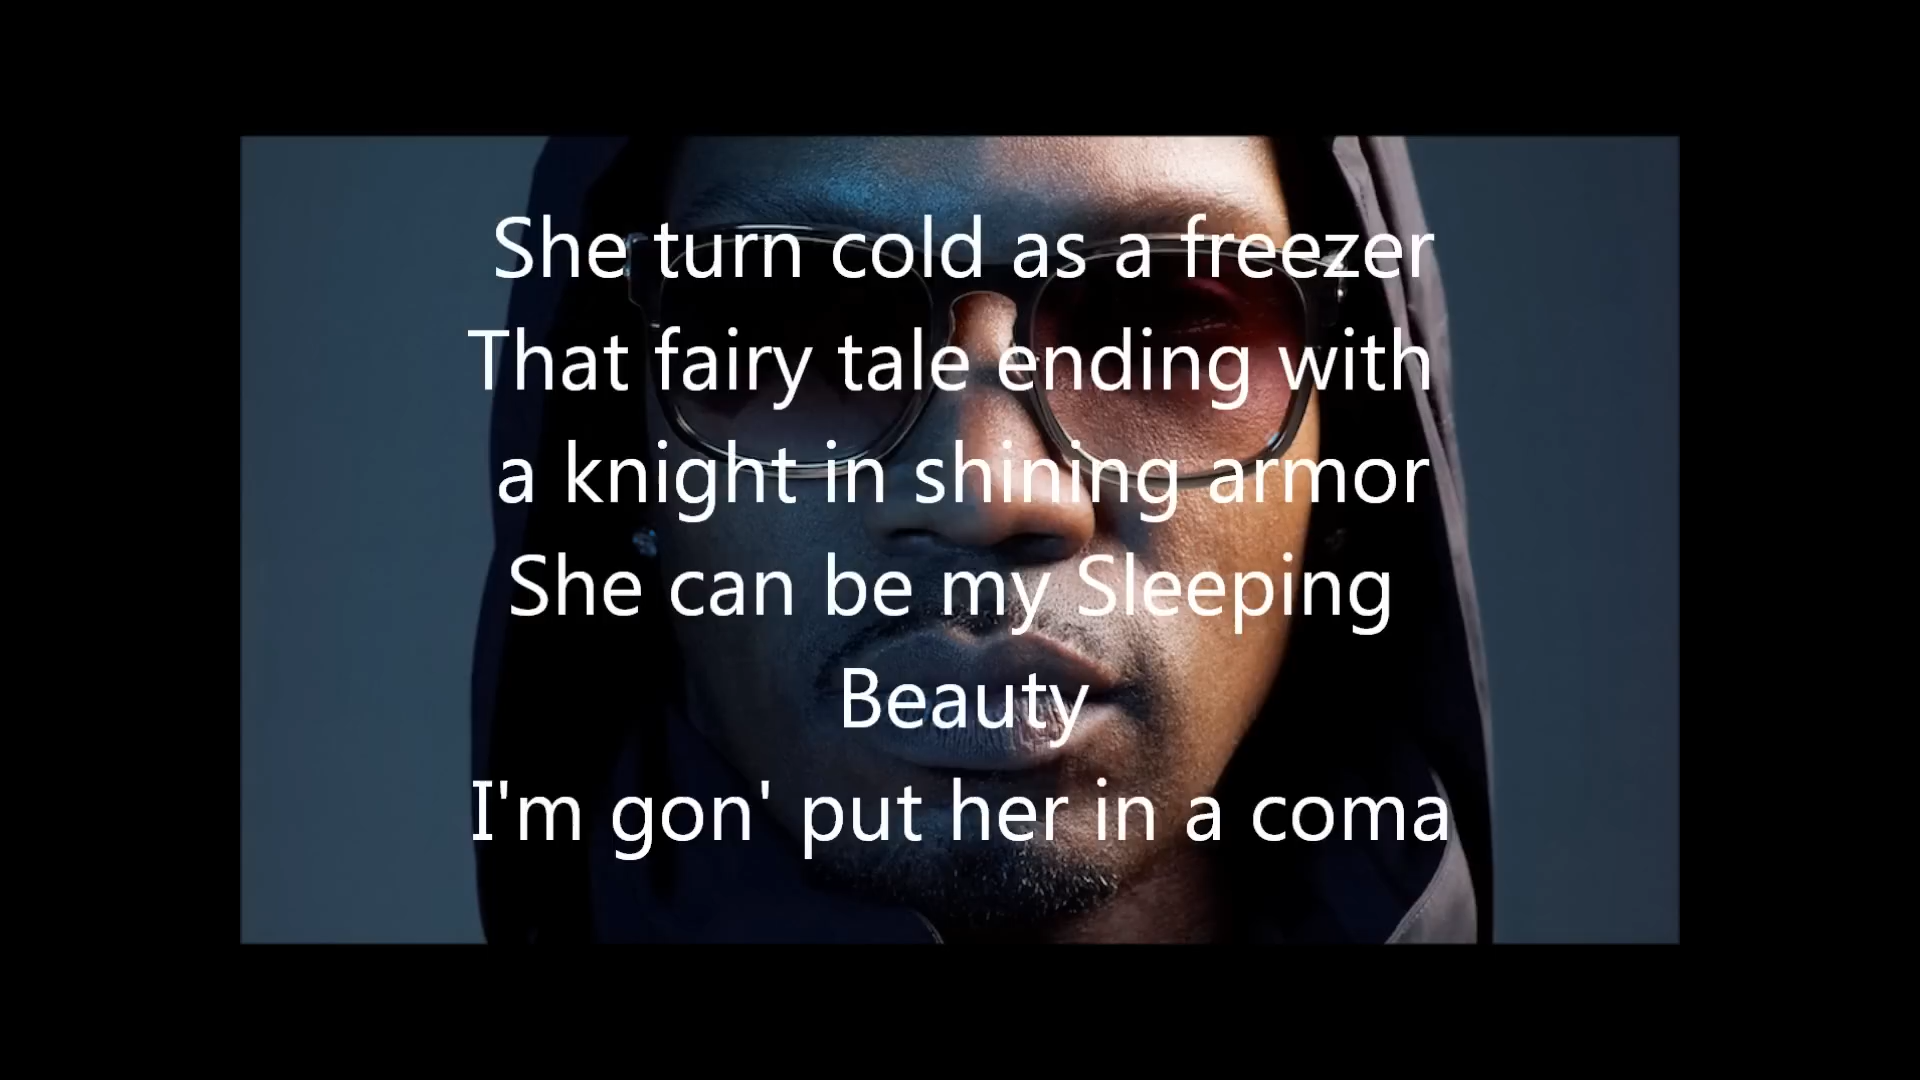 She turn cold as a freezer
That fairy tale ending with
a knight in shining armor
She can be my Sleeping
Beauty
I'm gon' put her in a coma